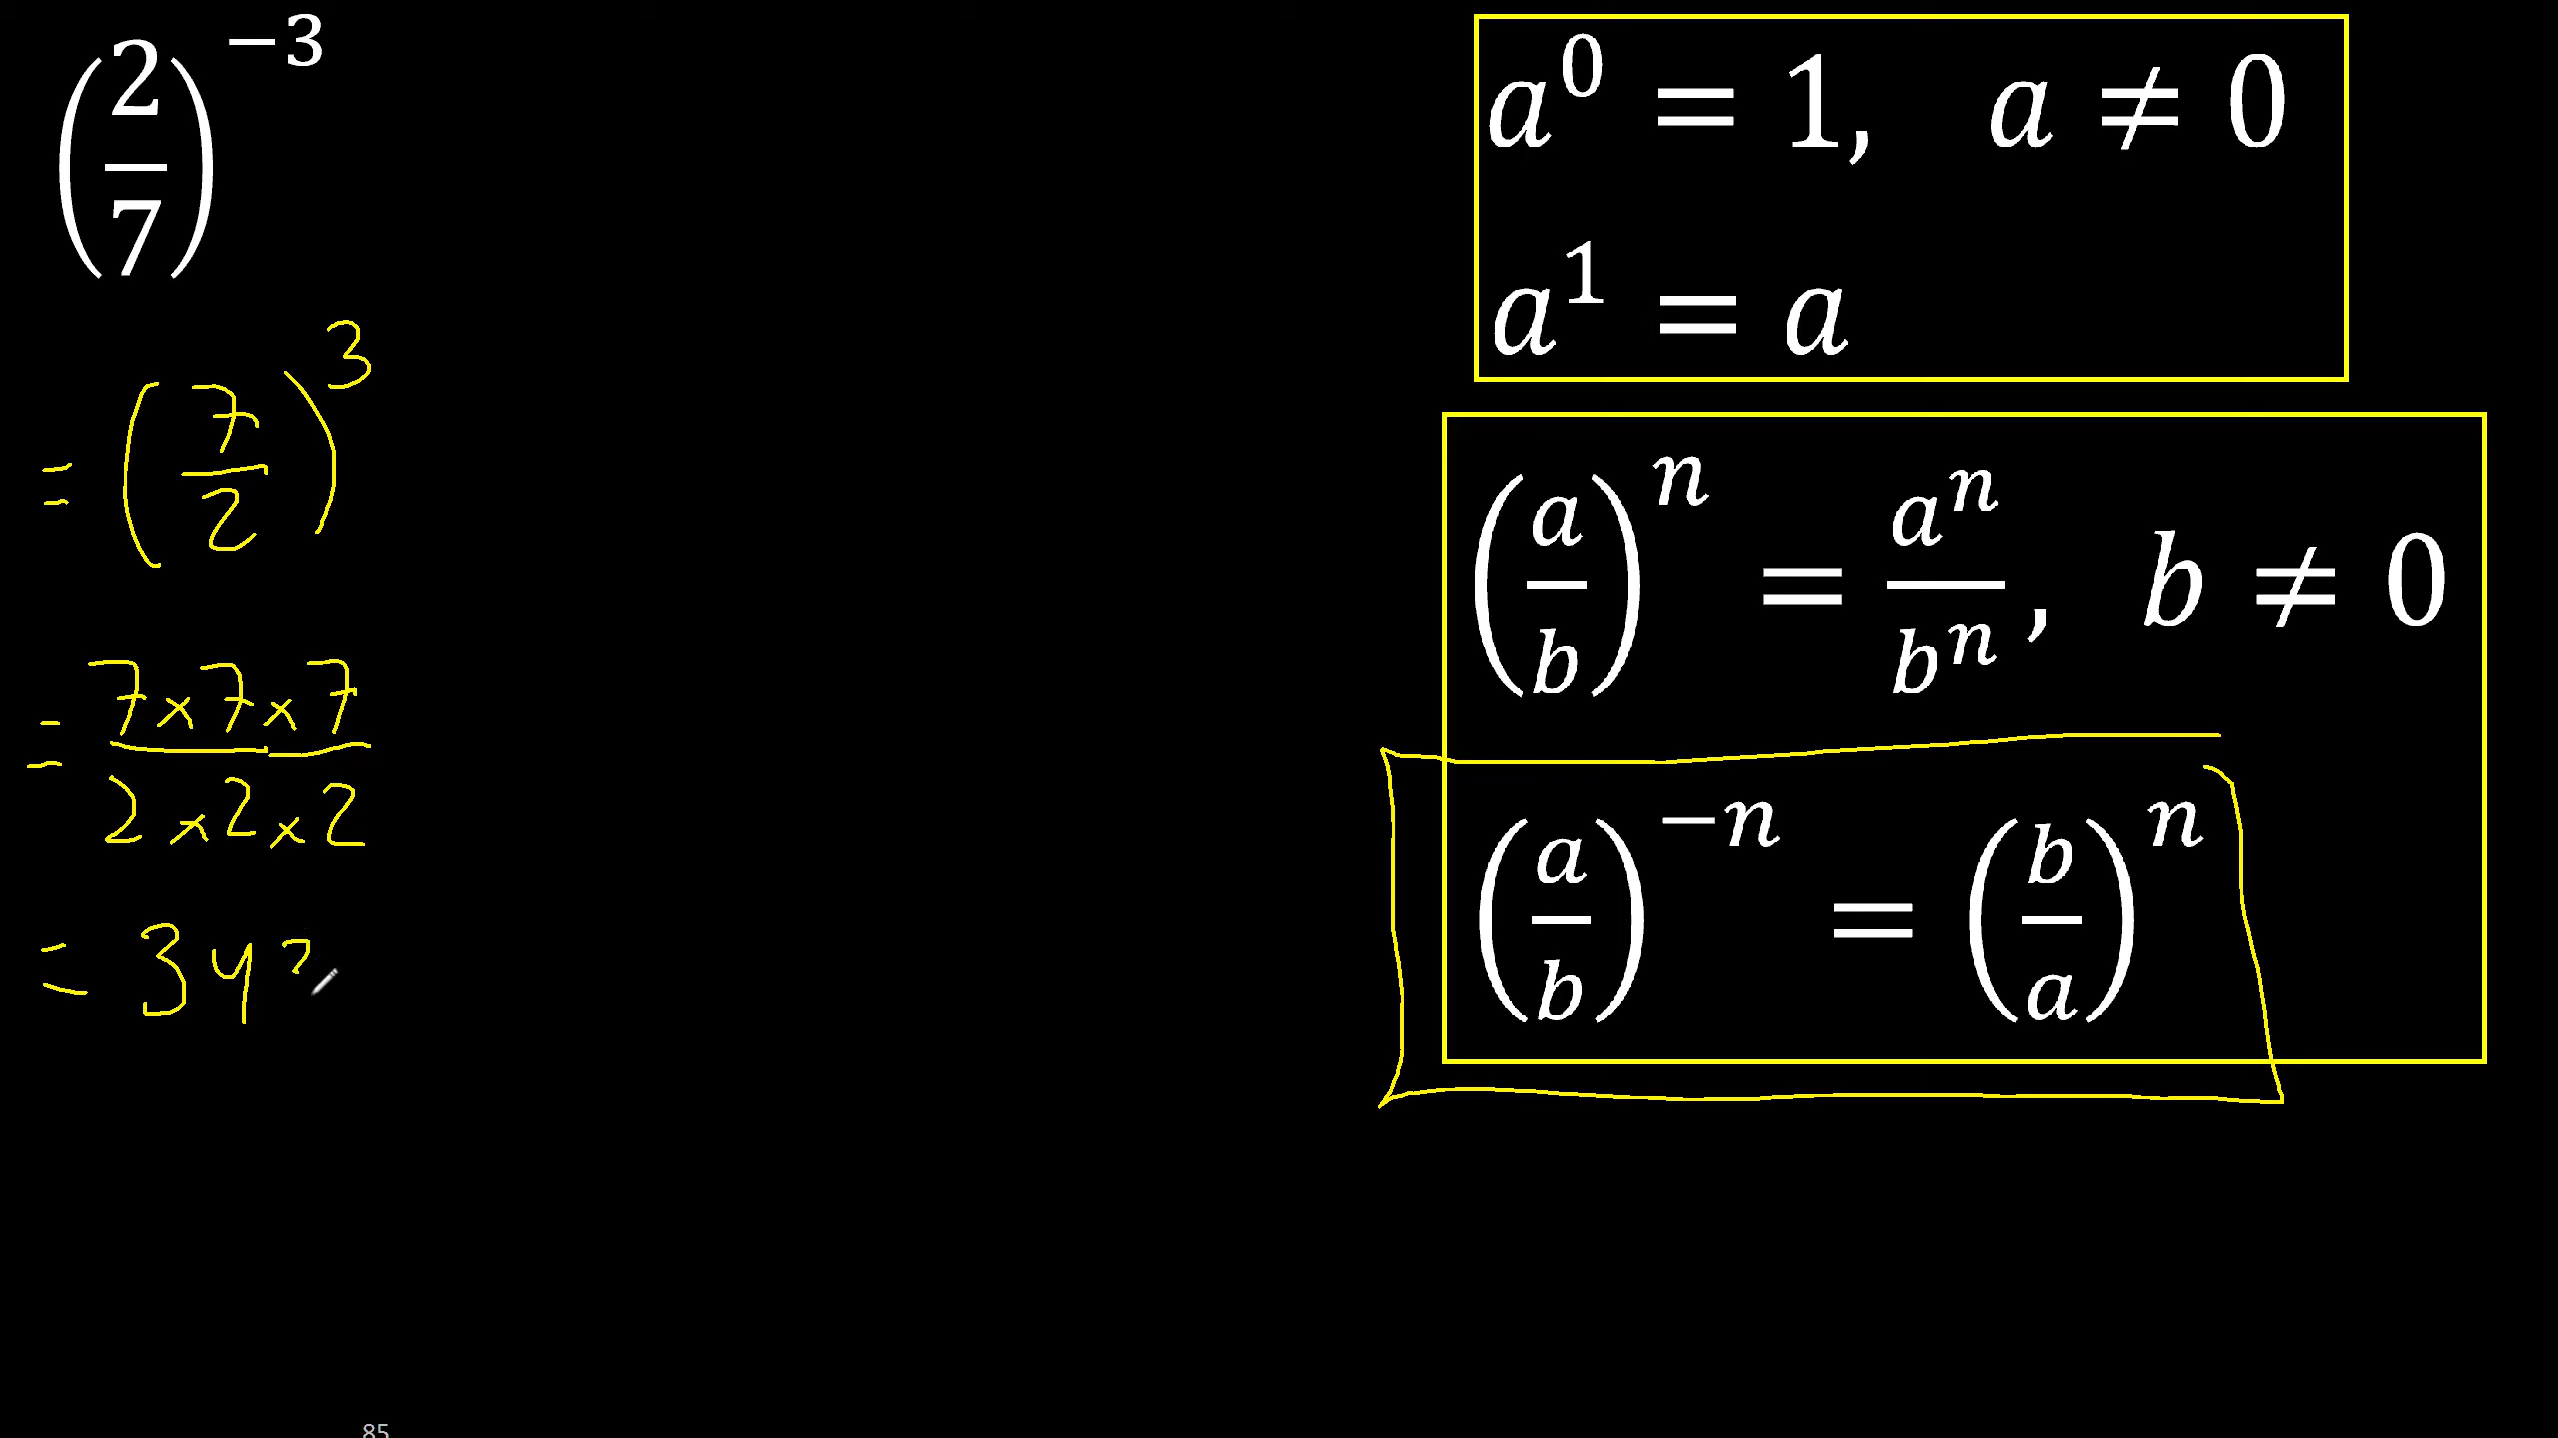 (2/7)^−3
= (7/2)^3
= 7×7×7 / 2×2×2
= 34
a^0 = 1, a ≠ 0
a^1 = a
(a/b)^n = a^n/b^n, b ≠ 0
(a/b)^−n = (b/a)^n
85